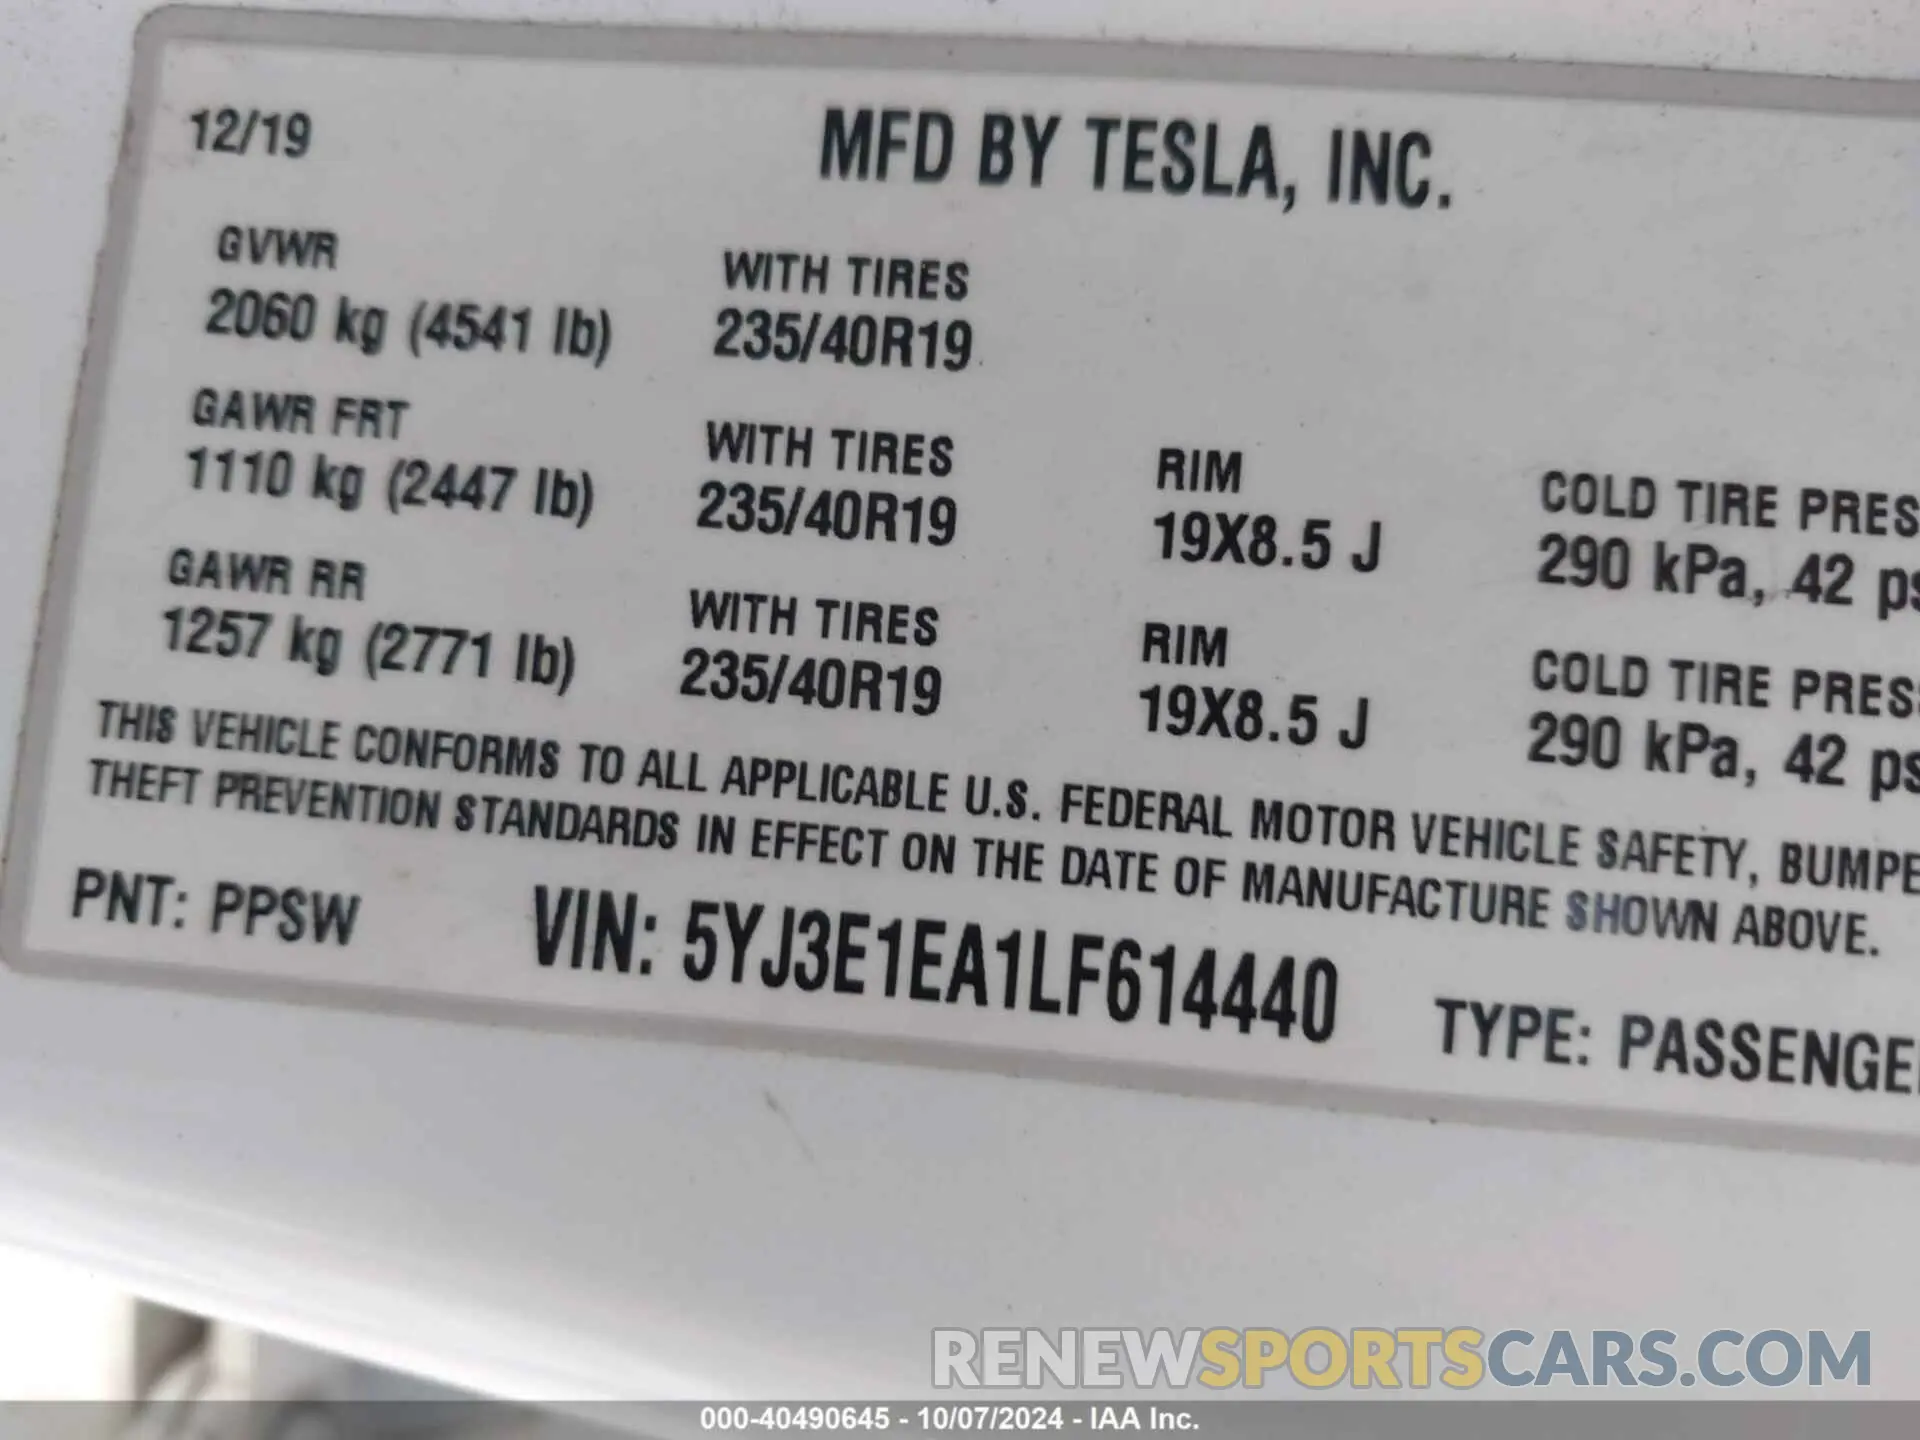 12/19
MFD BY TESLA, INC.
GVWR
2060 kg (4541 lb)
WITH TIRES
235/40R19
GAWR FRT
1110 kg (2447 lb)
WITH TIRES
235/40R19
RIM
19X8.5 J
COLD TIRE PRES
290 kPa, 42 ps
GAWR RR
1257 kg (2771 lb)
WITH TIRES
235/40R19
RIM
19X8.5 J
COLD TIRE PRES
290 kPa, 42 ps
THIS VEHICLE CONFORMS TO ALL APPLICABLE U.S. FEDERAL MOTOR VEHICLE SAFETY, BUMPE
THEFT PREVENTION STANDARDS IN EFFECT ON THE DATE OF MANUFACTURE SHOWN ABOVE.
PNT: PPSW
VIN: 5YJ3E1EA1LF614440
TYPE: PASSENGE
RENEWSPORTSCARS.COM
000-40490645 - 10/07/2024 - IAA Inc.